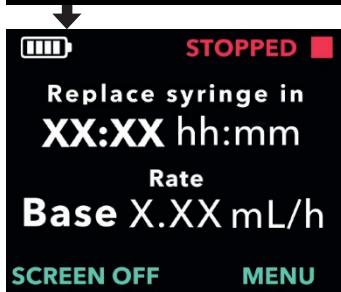 STOPPED
Replace syringe in
XX:XX hh:mm
Rate
Base X.XX mL/h
SCREEN OFF MENU